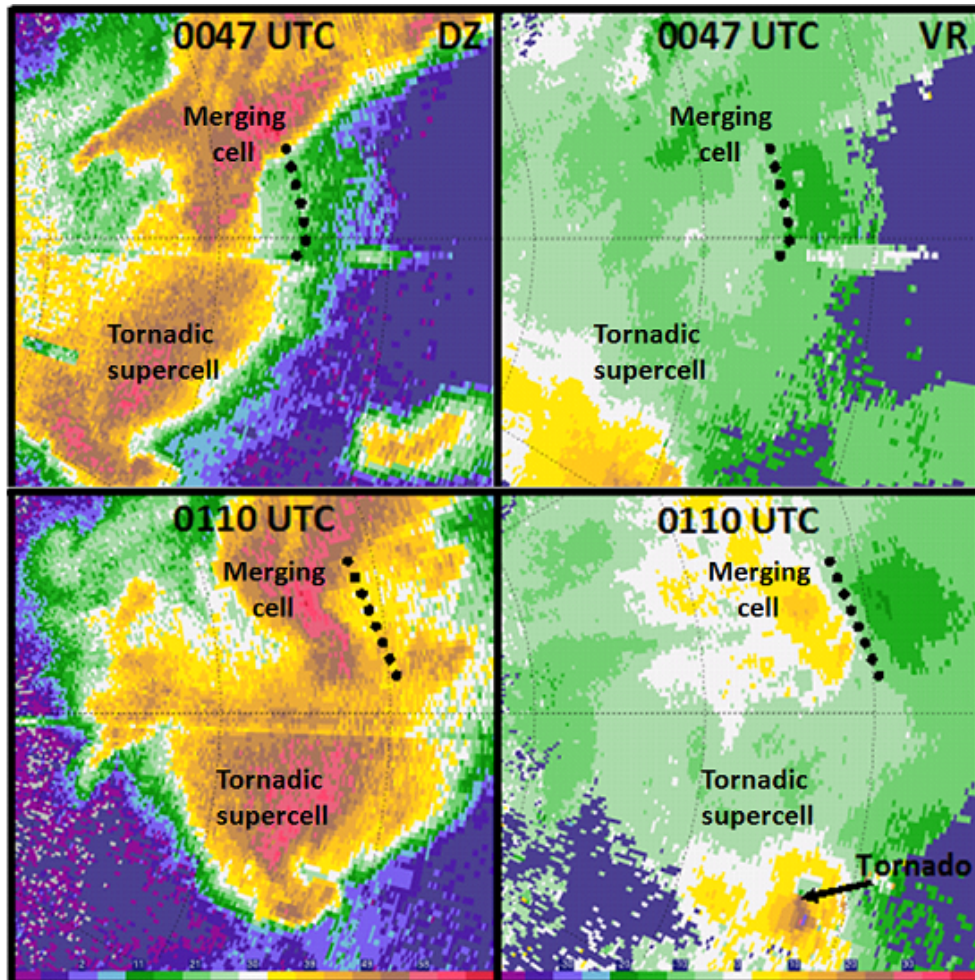 0047 UTC DZ
Merging
cell
Tornadic
supercell
0047 UTC VR
Merging
cell
Tornadic
supercell
0110 UTC
Merging
cell
Tornadic
supercell
0110 UTC
Merging
cell
Tornadic
supercell
Tornado